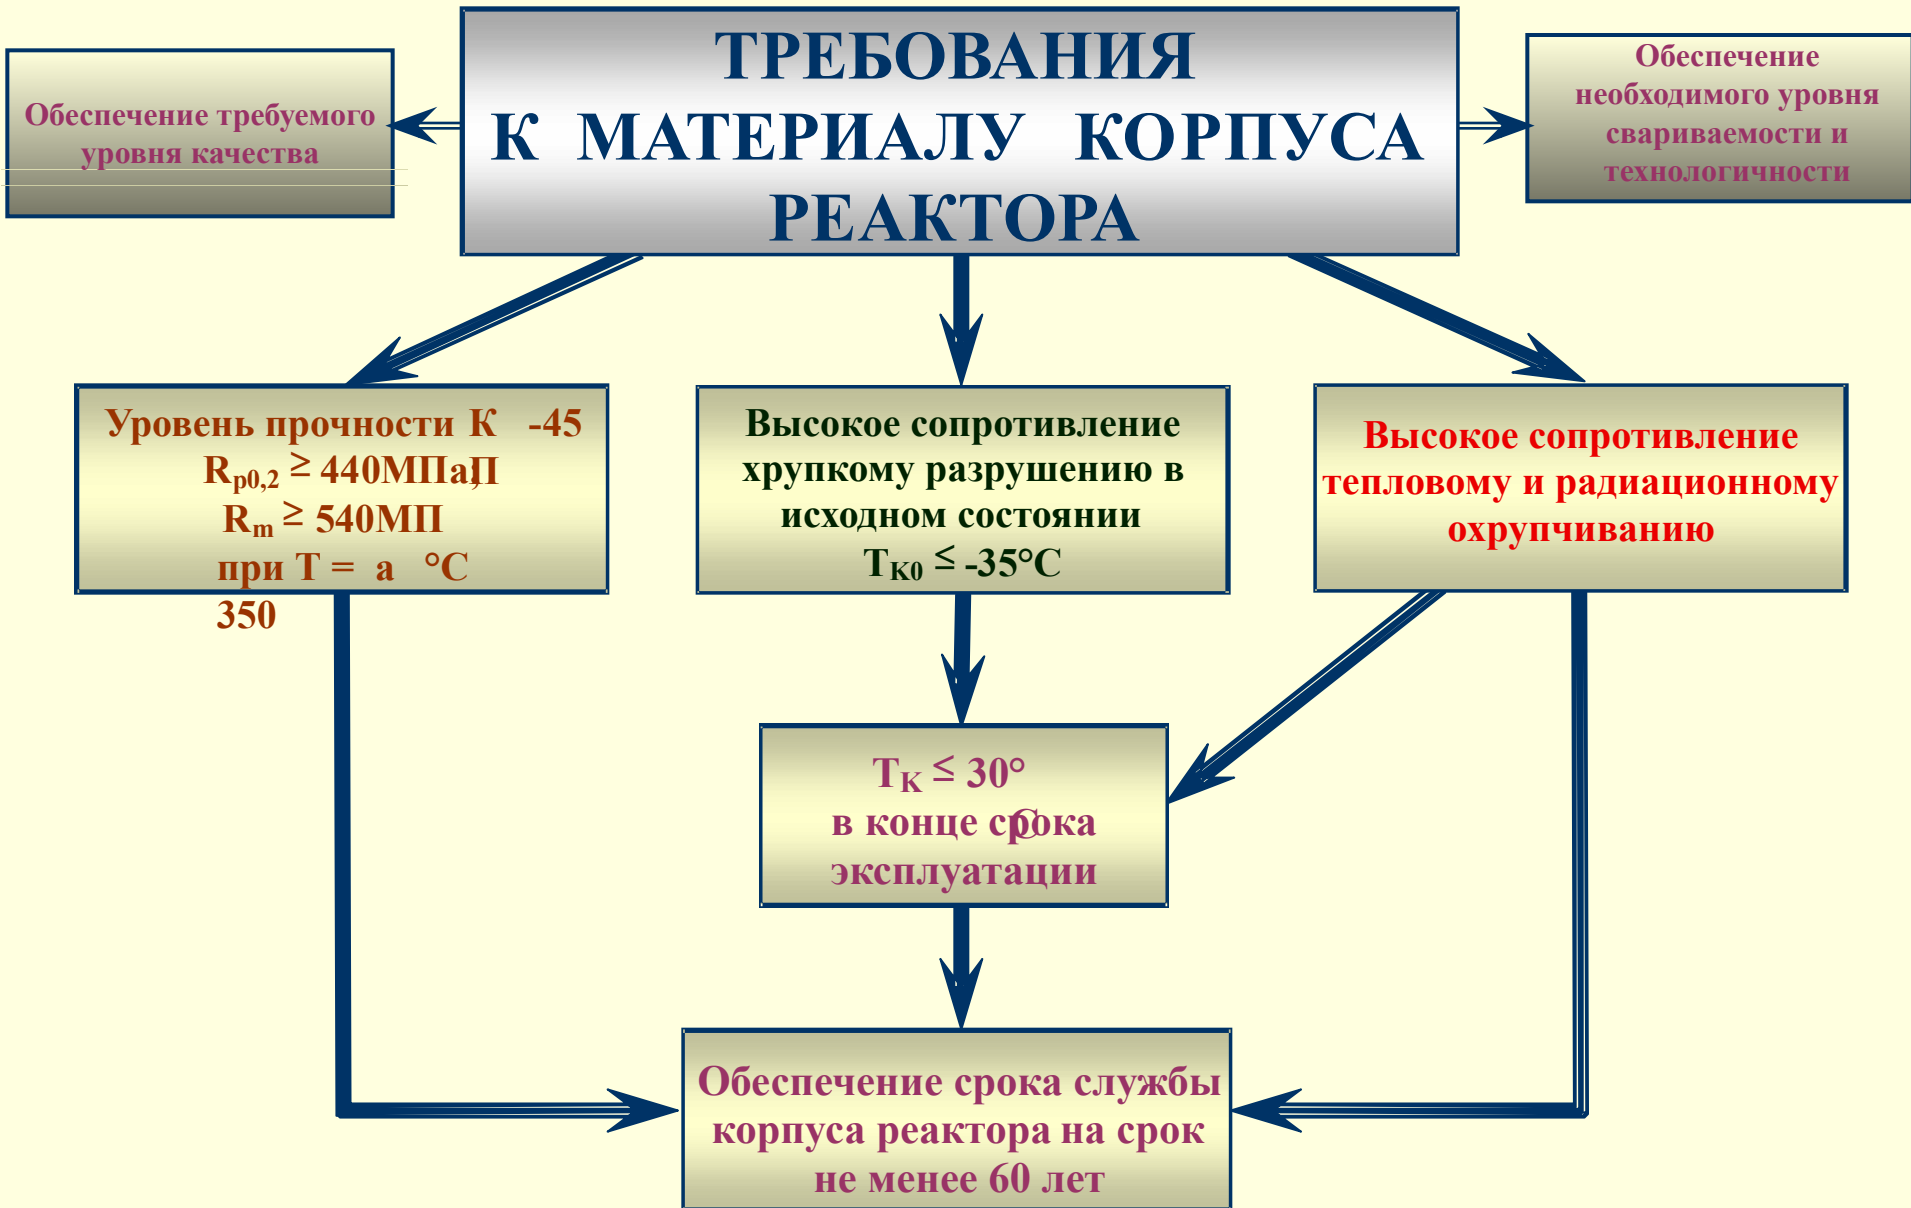 ТРЕБОВАНИЯ
К МАТЕРИАЛУ КОРПУСА
РЕАКТОРА
Обеспечение требуемого
уровня качества
Обеспечение
необходимого уровня
свариваемости и
технологичности
Уровень прочности К -45
Rp0,2 ≥ 440МПа;П
Rm ≥ 540МП
при Т = а °С
350
Высокое сопротивление
хрупкому разрушению в
исходном состоянии
ТК0 ≤ -35°С
Высокое сопротивление
тепловому и радиационному
охрупчиванию
ТК ≤ 30°
С
в конце срока
эксплуатации
Обеспечение срока службы
корпуса реактора на срок
не менее 60 лет